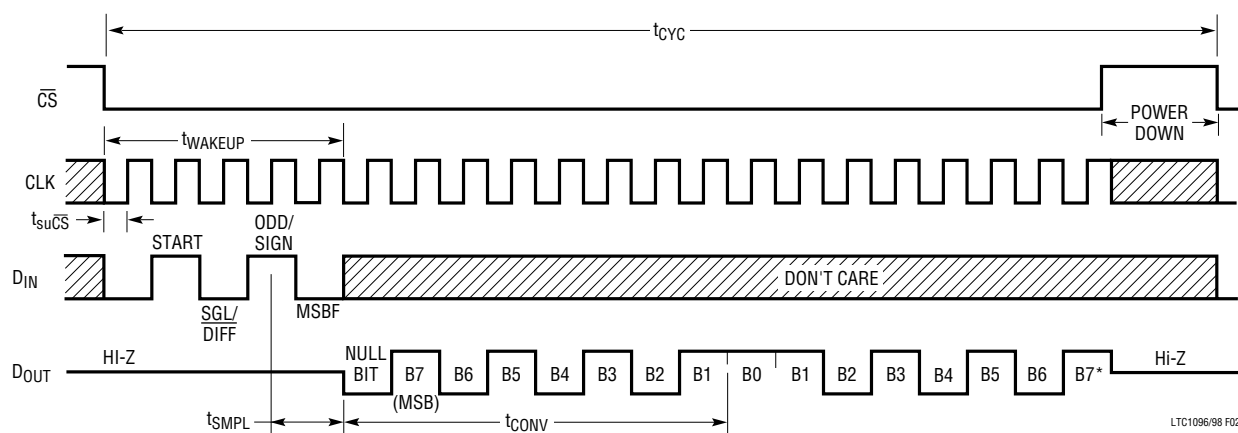 tCYC
CS
POWER
DOWN
tWAKEUP
CLK
tsuCS
START
ODD/
SIGN
DIN
DON'T CARE
SGL/
DIFF
MSBF
HI-Z
NULL
BIT
B7
(MSB)
B6
B5
B4
B3
B2
B1
B0
B1
B2
B3
B4
B5
B6
B7*
Hi-Z
DOUT
tSMPL
tCONV
LTC1096/98 F02